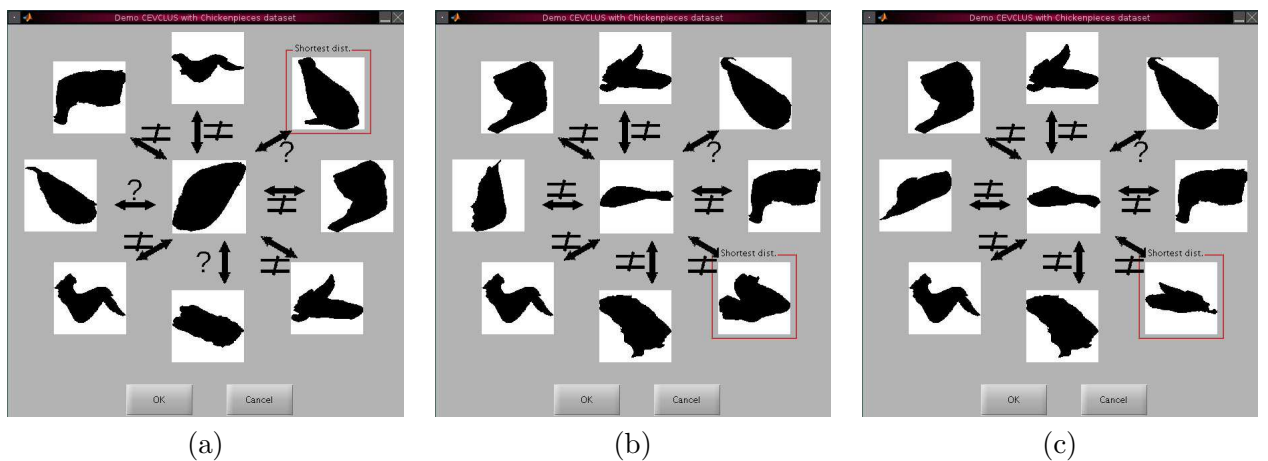 Demo CEVCLUS with Chickenpieces dataset
Shortest dist.
≠
≠
?
?
≠
≠
?
≠
OK
Cancel
(a)
Demo CEVCLUS with Chickenpieces dataset
≠
≠
?
≠
≠
≠
≠
≠
Shortest dist.
OK
Cancel
(b)
Demo CEVCLUS with Chickenpieces dataset
≠
≠
?
≠
≠
≠
≠
≠
Shortest dist.
OK
Cancel
(c)